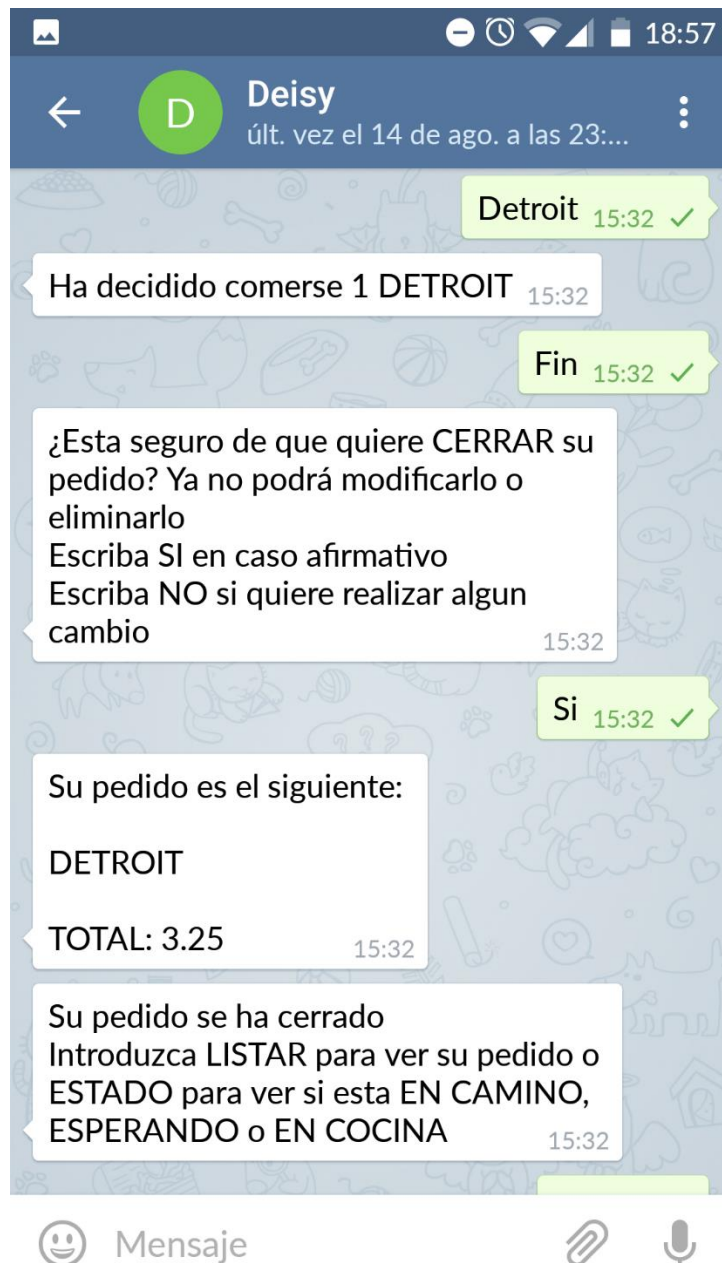 18:57
D
Deisy
últ. vez el 14 de ago. a las 23:...
Detroit 15:32
Ha decidido comerse 1 DETROIT 15:32
Fin 15:32
¿Esta seguro de que quiere CERRAR su
pedido? Ya no podrá modificarlo o
eliminarlo
Escriba SI en caso afirmativo
Escriba NO si quiere realizar algun
cambio 15:32
Si 15:32
Su pedido es el siguiente:
DETROIT
TOTAL: 3.25 15:32
Su pedido se ha cerrado
Introduzca LISTAR para ver su pedido o
ESTADO para ver si esta EN CAMINO,
ESPERANDO o EN COCINA 15:32
Mensaje